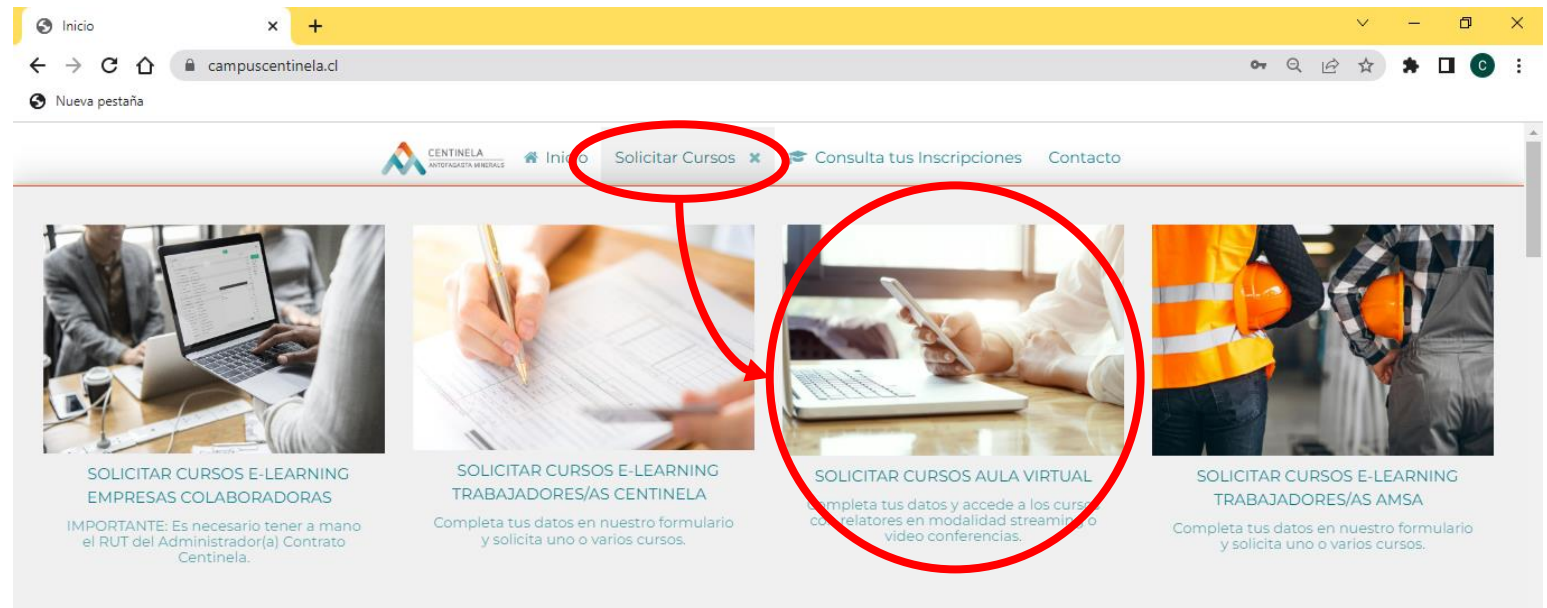 Inicio
campuscentinela.cl
C
Nueva pestaña
CENTINELA
ANTOFAGASTA MINERALS
Inicio Solicitar Cursos Consulta tus Inscripciones Contacto
SOLICITAR CURSOS E-LEARNING
EMPRESAS COLABORADORAS
IMPORTANTE: Es necesario tener a mano
el RUT del Administrador(a) Contrato
Centinela.
SOLICITAR CURSOS E-LEARNING
TRABAJADORES/AS CENTINELA
Completa tus datos en nuestro formulario
y solicita uno o varios cursos.
SOLICITAR CURSOS AULA VIRTUAL
Completa tus datos y accede a los cursos
con relatores en modalidad streaming o
video conferencias.
SOLICITAR CURSOS E-LEARNING
TRABAJADORES/AS AMSA
Completa tus datos en nuestro formulario
y solicita uno o varios cursos.